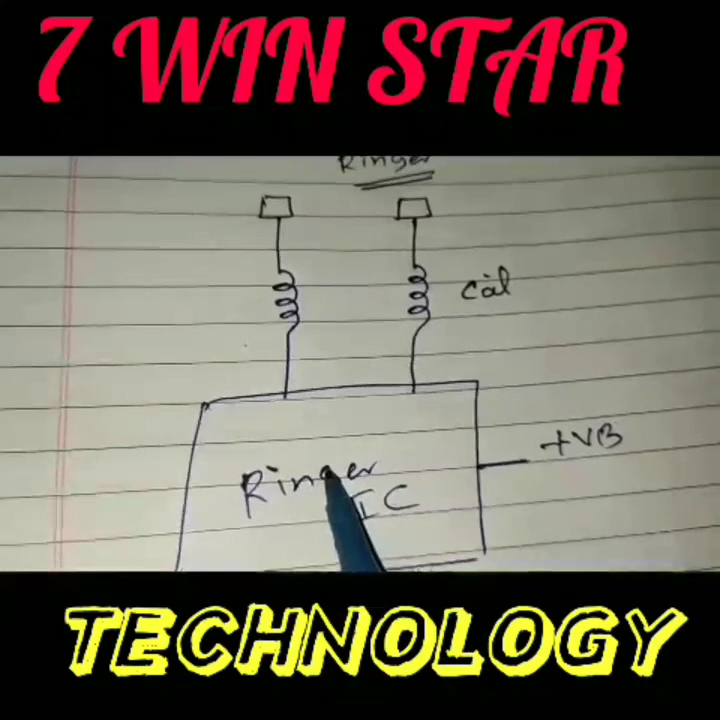 7 WIN STAR
Ringer
Coil
+VB
Ringer
IC
TECHNOLOGY